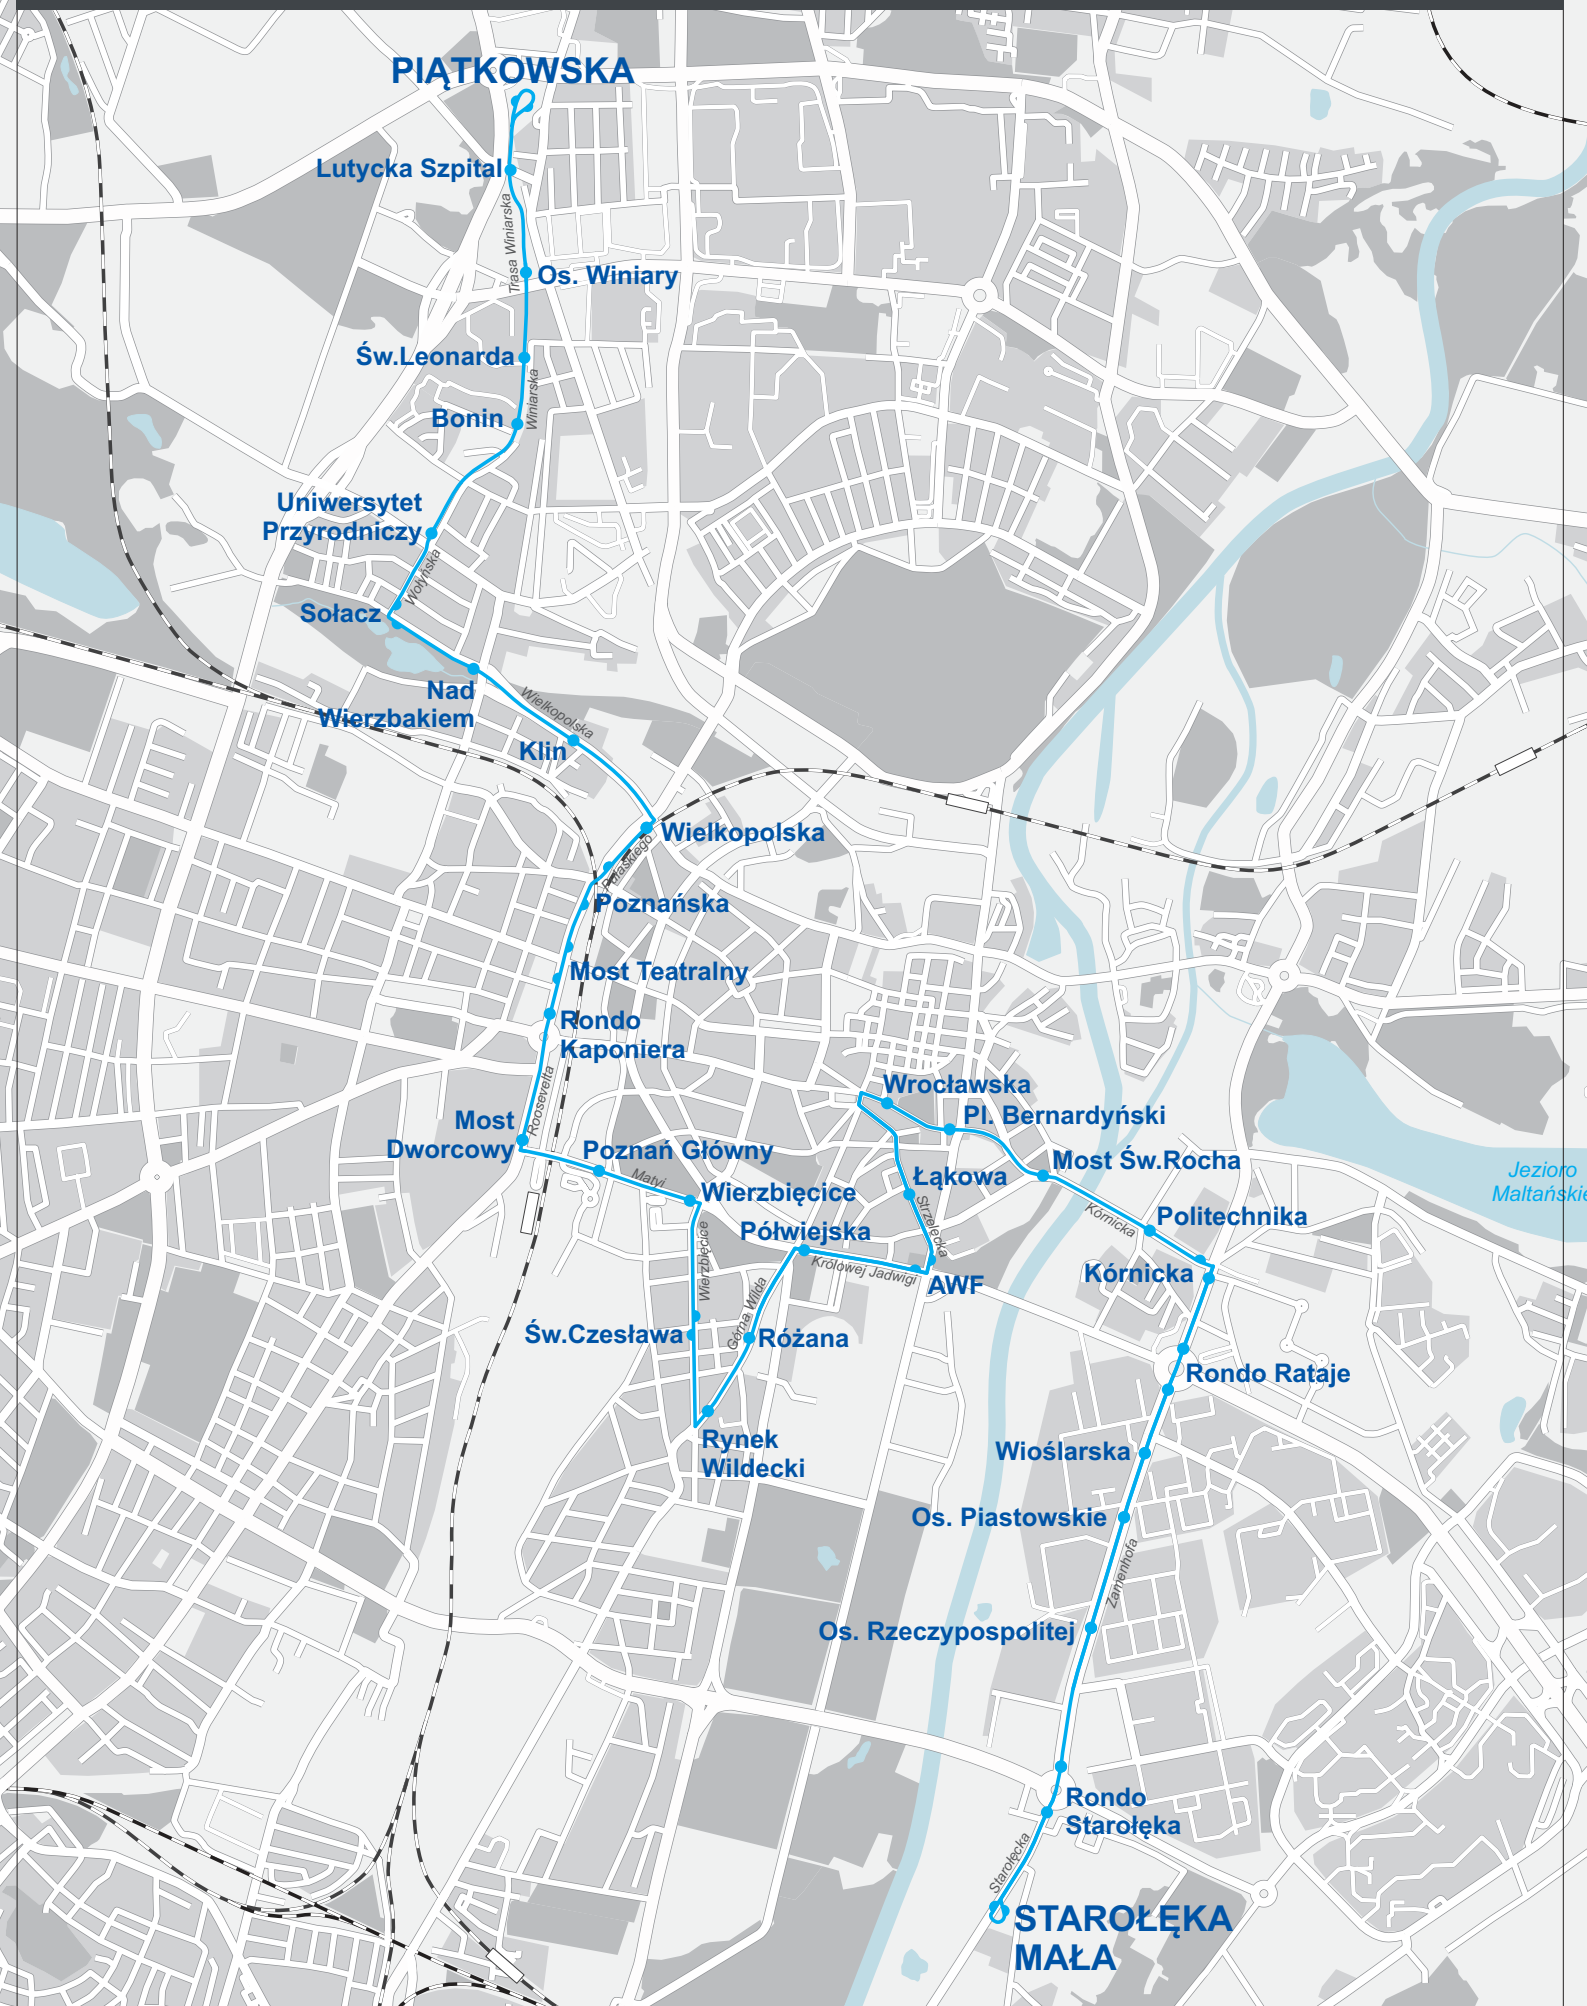 PIĄTKOWSKA
Lutycka Szpital
Trasa Winiarska
Os. Winiary
Św.Leonarda
Winiarska
Bonin
Uniwersytet
Przyrodniczy
Wołyńska
Sołacz
Nad
Wierzbakiem
Wielkopolska
Klin
Wielkopolska
Pułaskiego
Poznańska
Most Teatralny
Rondo
Kaponiera
Roosevelta
Most
Dworcowy
Poznań Główny
Matyi
Wierzbięcice
Wierzbięcice
Św.Czesława
Rynek
Wildecki
Różana
Górna Wilda
Półwiejska
Królowej Jadwigi
AWF
Strzelecka
Łąkowa
Wrocławska
Pl. Bernardyński
Most Św.Rocha
Jezioro
Maltańskie
Kórnicka
Politechnika
Kórnicka
Rondo Rataje
Wioślarska
Os. Piastowskie
Zamenhofa
Os. Rzeczypospolitej
Rondo
Starołęka
Starołęcka
STAROŁĘKA
MAŁA